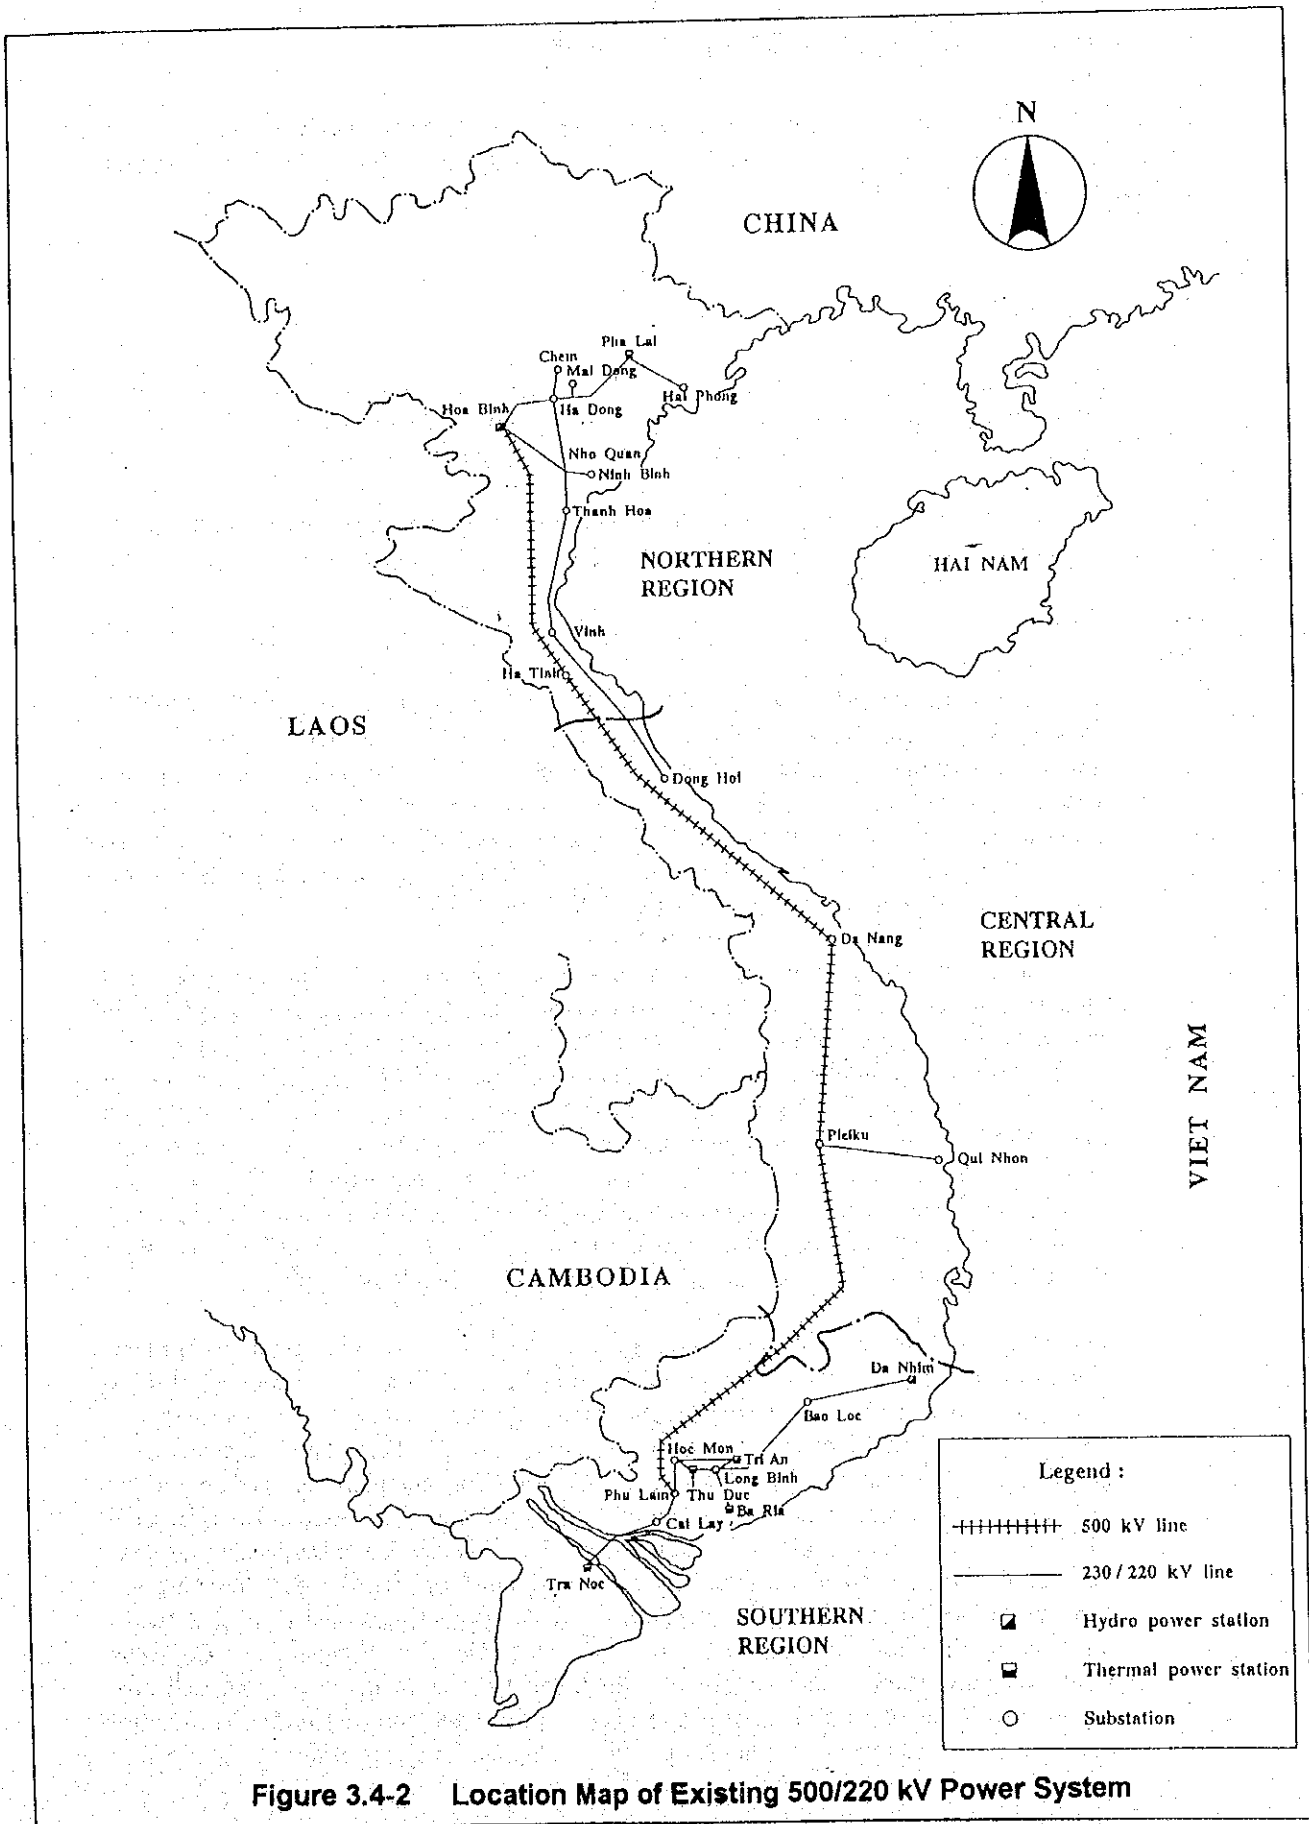 N
CHINA
Pha Lai
Chem
Mai Dong
Hai Phong
Hoa Binh
Ha Dong
Nho Quan
Ninh Binh
Thanh Hoa
NORTHERN
REGION
HAI NAM
Vinh
Ha Tinh
LAOS
Dong Hoi
CENTRAL
REGION
Da Nang
VIET NAM
Pleiku
Qui Nhon
CAMBODIA
Da Nhim
Bao Loc
Hoc Mon
Tri An
Long Binh
Phu Lam
Thu Duc
Ba Ria
Cai Lay
Tra Noc
SOUTHERN
REGION
Legend :
500 kV line
230 / 220 kV line
Hydro power station
Thermal power station
Substation
Figure 3.4-2 Location Map of Existing 500/220 kV Power System